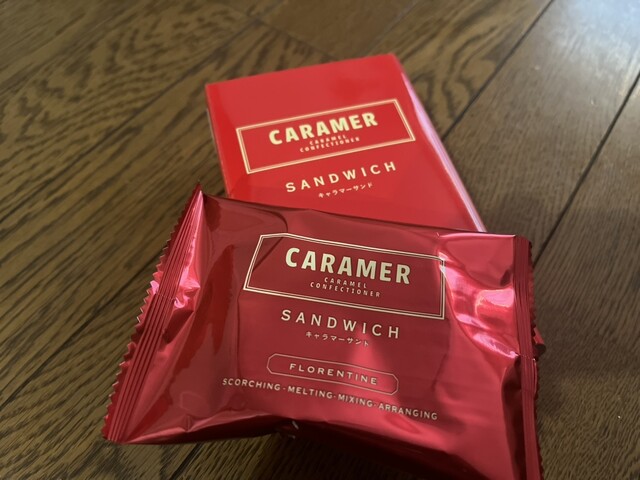 CARAMER
CARAMEL
CONFECTIONER
SANDWICH
キャラマーサンド
CARAMER
CARAMEL
CONFECTIONER
SANDWICH
キャラマーサンド
FLORENTINE
SCORCHING-MELTING-MIXING-ARRANGING